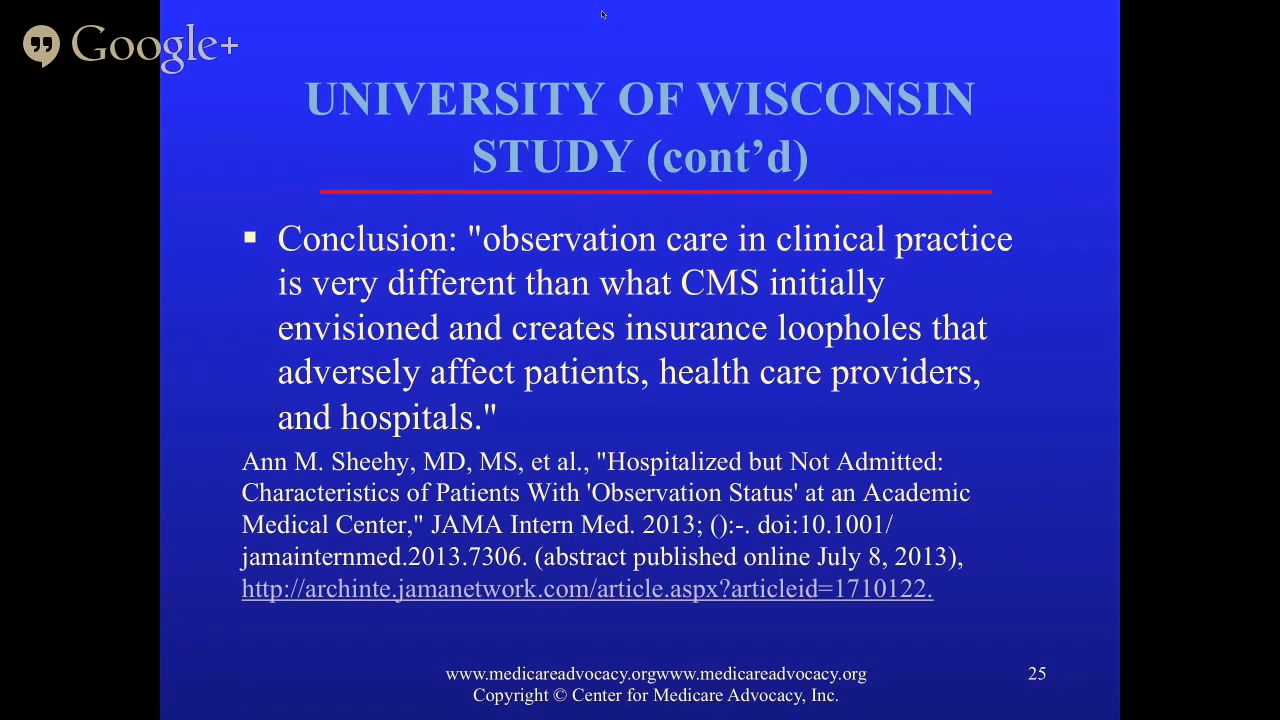 Google+
UNIVERSITY OF WISCONSIN
STUDY (cont’d)
▪ Conclusion: "observation care in clinical practice
is very different than what CMS initially
envisioned and creates insurance loopholes that
adversely affect patients, health care providers,
and hospitals."
Ann M. Sheehy, MD, MS, et al., "Hospitalized but Not Admitted:
Characteristics of Patients With 'Observation Status' at an Academic
Medical Center," JAMA Intern Med. 2013; ():-. doi:10.1001/
jamainternmed.2013.7306. (abstract published online July 8, 2013),
http://archinte.jamanetwork.com/article.aspx?articleid=1710122.
www.medicareadvocacy.orgwww.medicareadvocacy.org
Copyright © Center for Medicare Advocacy, Inc.
25